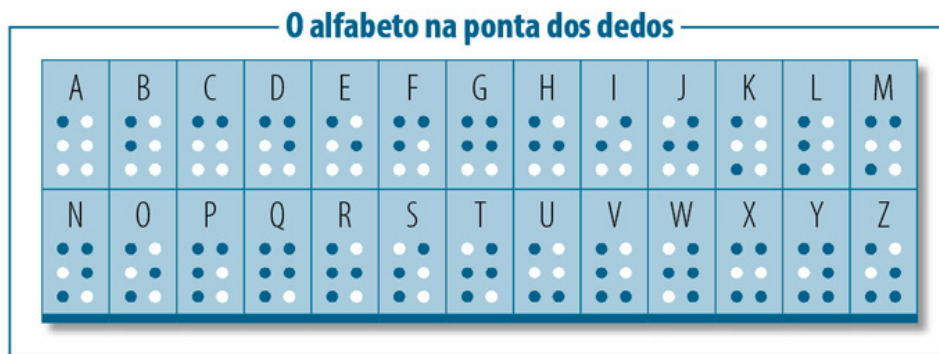 O alfabeto na ponta dos dedos
A B C D E F G H I J K L M
N O P Q R S T U V W X Y Z